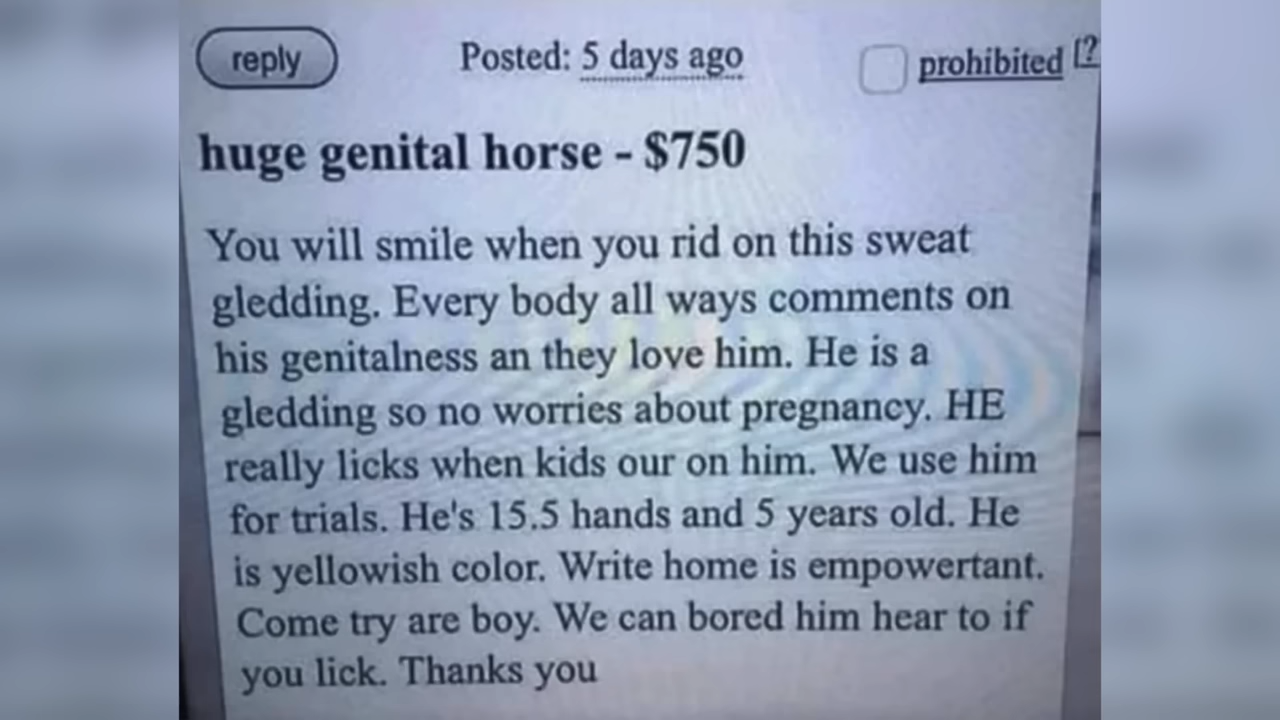 reply Posted: 5 days ago prohibited [?
huge genital horse - $750
You will smile when you rid on this sweat
gledding. Every body all ways comments on
his genitalness an they love him. He is a
gledding so no worries about pregnancy. HE
really licks when kids our on him. We use him
for trials. He's 15.5 hands and 5 years old. He
is yellowish color. Write home is empowertant.
Come try are boy. We can bored him hear to if
you lick. Thanks you